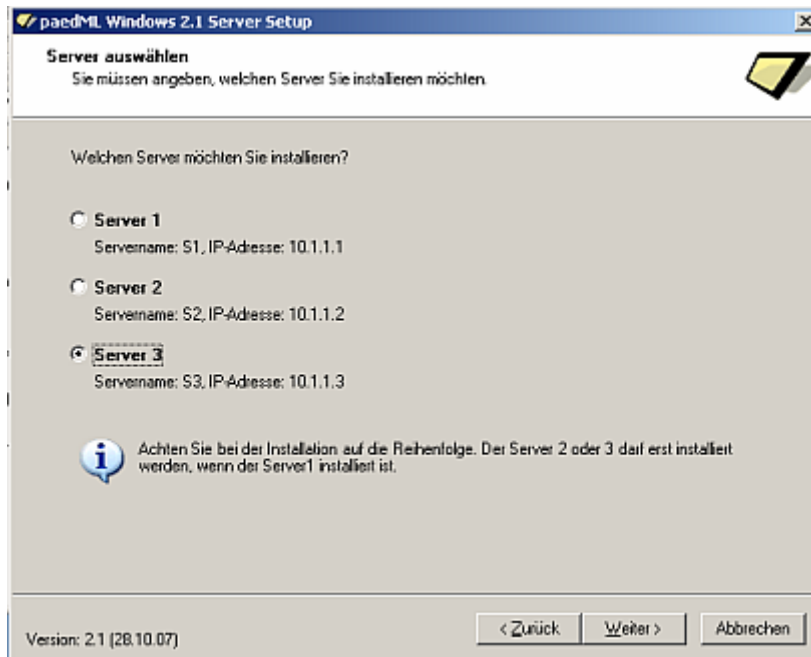 paedML Windows 2.1 Server Setup
Server auswählen
Sie müssen angeben, welchen Server Sie installieren möchten.
Welchen Server möchten Sie installieren?
Server 1
Servername: S1, IP-Adresse: 10.1.1.1
Server 2
Servername: S2, IP-Adresse: 10.1.1.2
Server 3
Servername: S3, IP-Adresse: 10.1.1.3
Achten Sie bei der Installation auf die Reihenfolge. Der Server 2 oder 3 darf erst installiert
werden, wenn der Server1 installiert ist.
Version: 2.1 (28.10.07)
< Zurück Weiter > Abbrechen